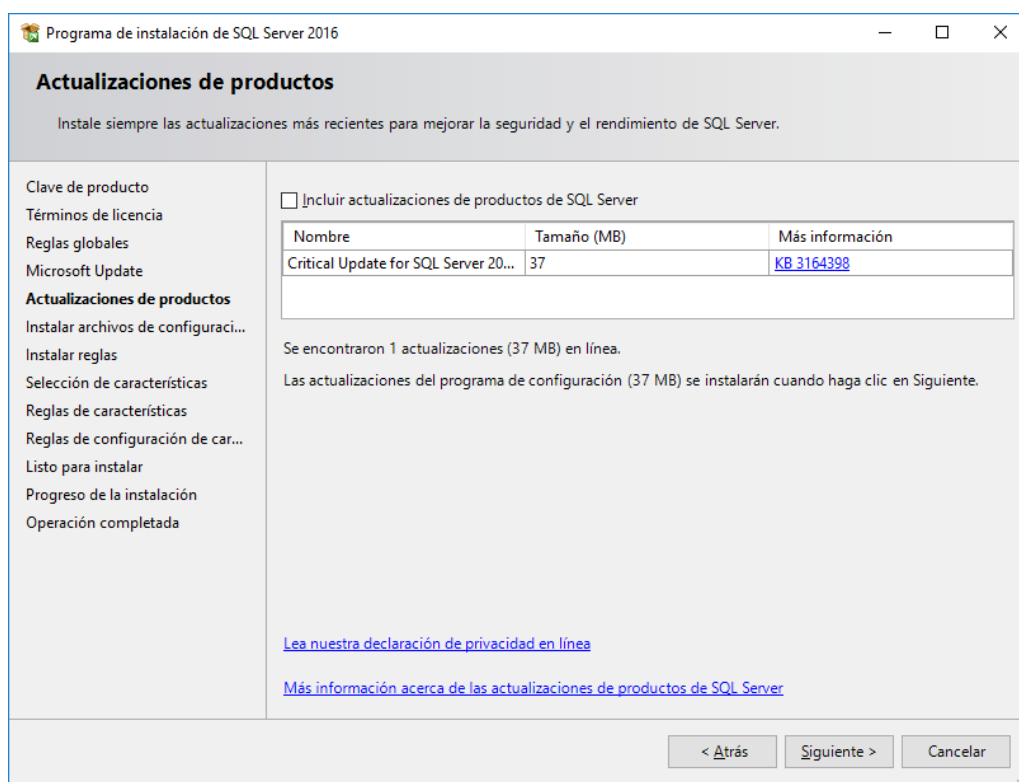 Programa de instalación de SQL Server 2016
Actualizaciones de productos
Instale siempre las actualizaciones más recientes para mejorar la seguridad y el rendimiento de SQL Server.
Clave de producto
Términos de licencia
Reglas globales
Microsoft Update
Actualizaciones de productos
Instalar archivos de configuraci...
Instalar reglas
Selección de características
Reglas de características
Reglas de configuración de car...
Listo para instalar
Progreso de la instalación
Operación completada
Incluir actualizaciones de productos de SQL Server
Nombre Tamaño (MB) Más información
Critical Update for SQL Server 20... 37 KB 3164398
Se encontraron 1 actualizaciones (37 MB) en línea.
Las actualizaciones del programa de configuración (37 MB) se instalarán cuando haga clic en Siguiente.
Lea nuestra declaración de privacidad en línea
Más información acerca de las actualizaciones de productos de SQL Server
< Atrás Siguiente > Cancelar